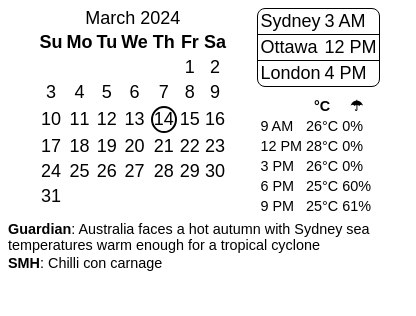 March 2024
Su Mo Tu We Th Fr Sa
1 2
3 4 5 6 7 8 9
10 11 12 13 14 15 16
17 18 19 20 21 22 23
24 25 26 27 28 29 30
31
Sydney 3 AM
Ottawa 12 PM
London 4 PM
°C ☂
9 AM 26°C 0%
12 PM 28°C 0%
3 PM 26°C 0%
6 PM 25°C 60%
9 PM 25°C 61%
Guardian: Australia faces a hot autumn with Sydney sea
temperatures warm enough for a tropical cyclone
SMH: Chilli con carnage